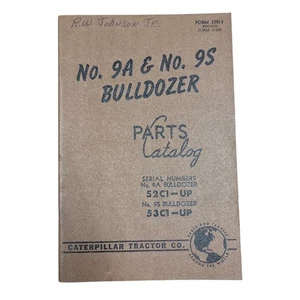 R.W. Johnson Jr.
No. 9A & No. 9S
BULLDOZER
PARTS
Catalog
SERIAL NUMBERS
No. 9A BULLDOZER
52C1-UP
No. 9S BULLDOZER
53C1-UP
CATERPILLAR TRACTOR CO.